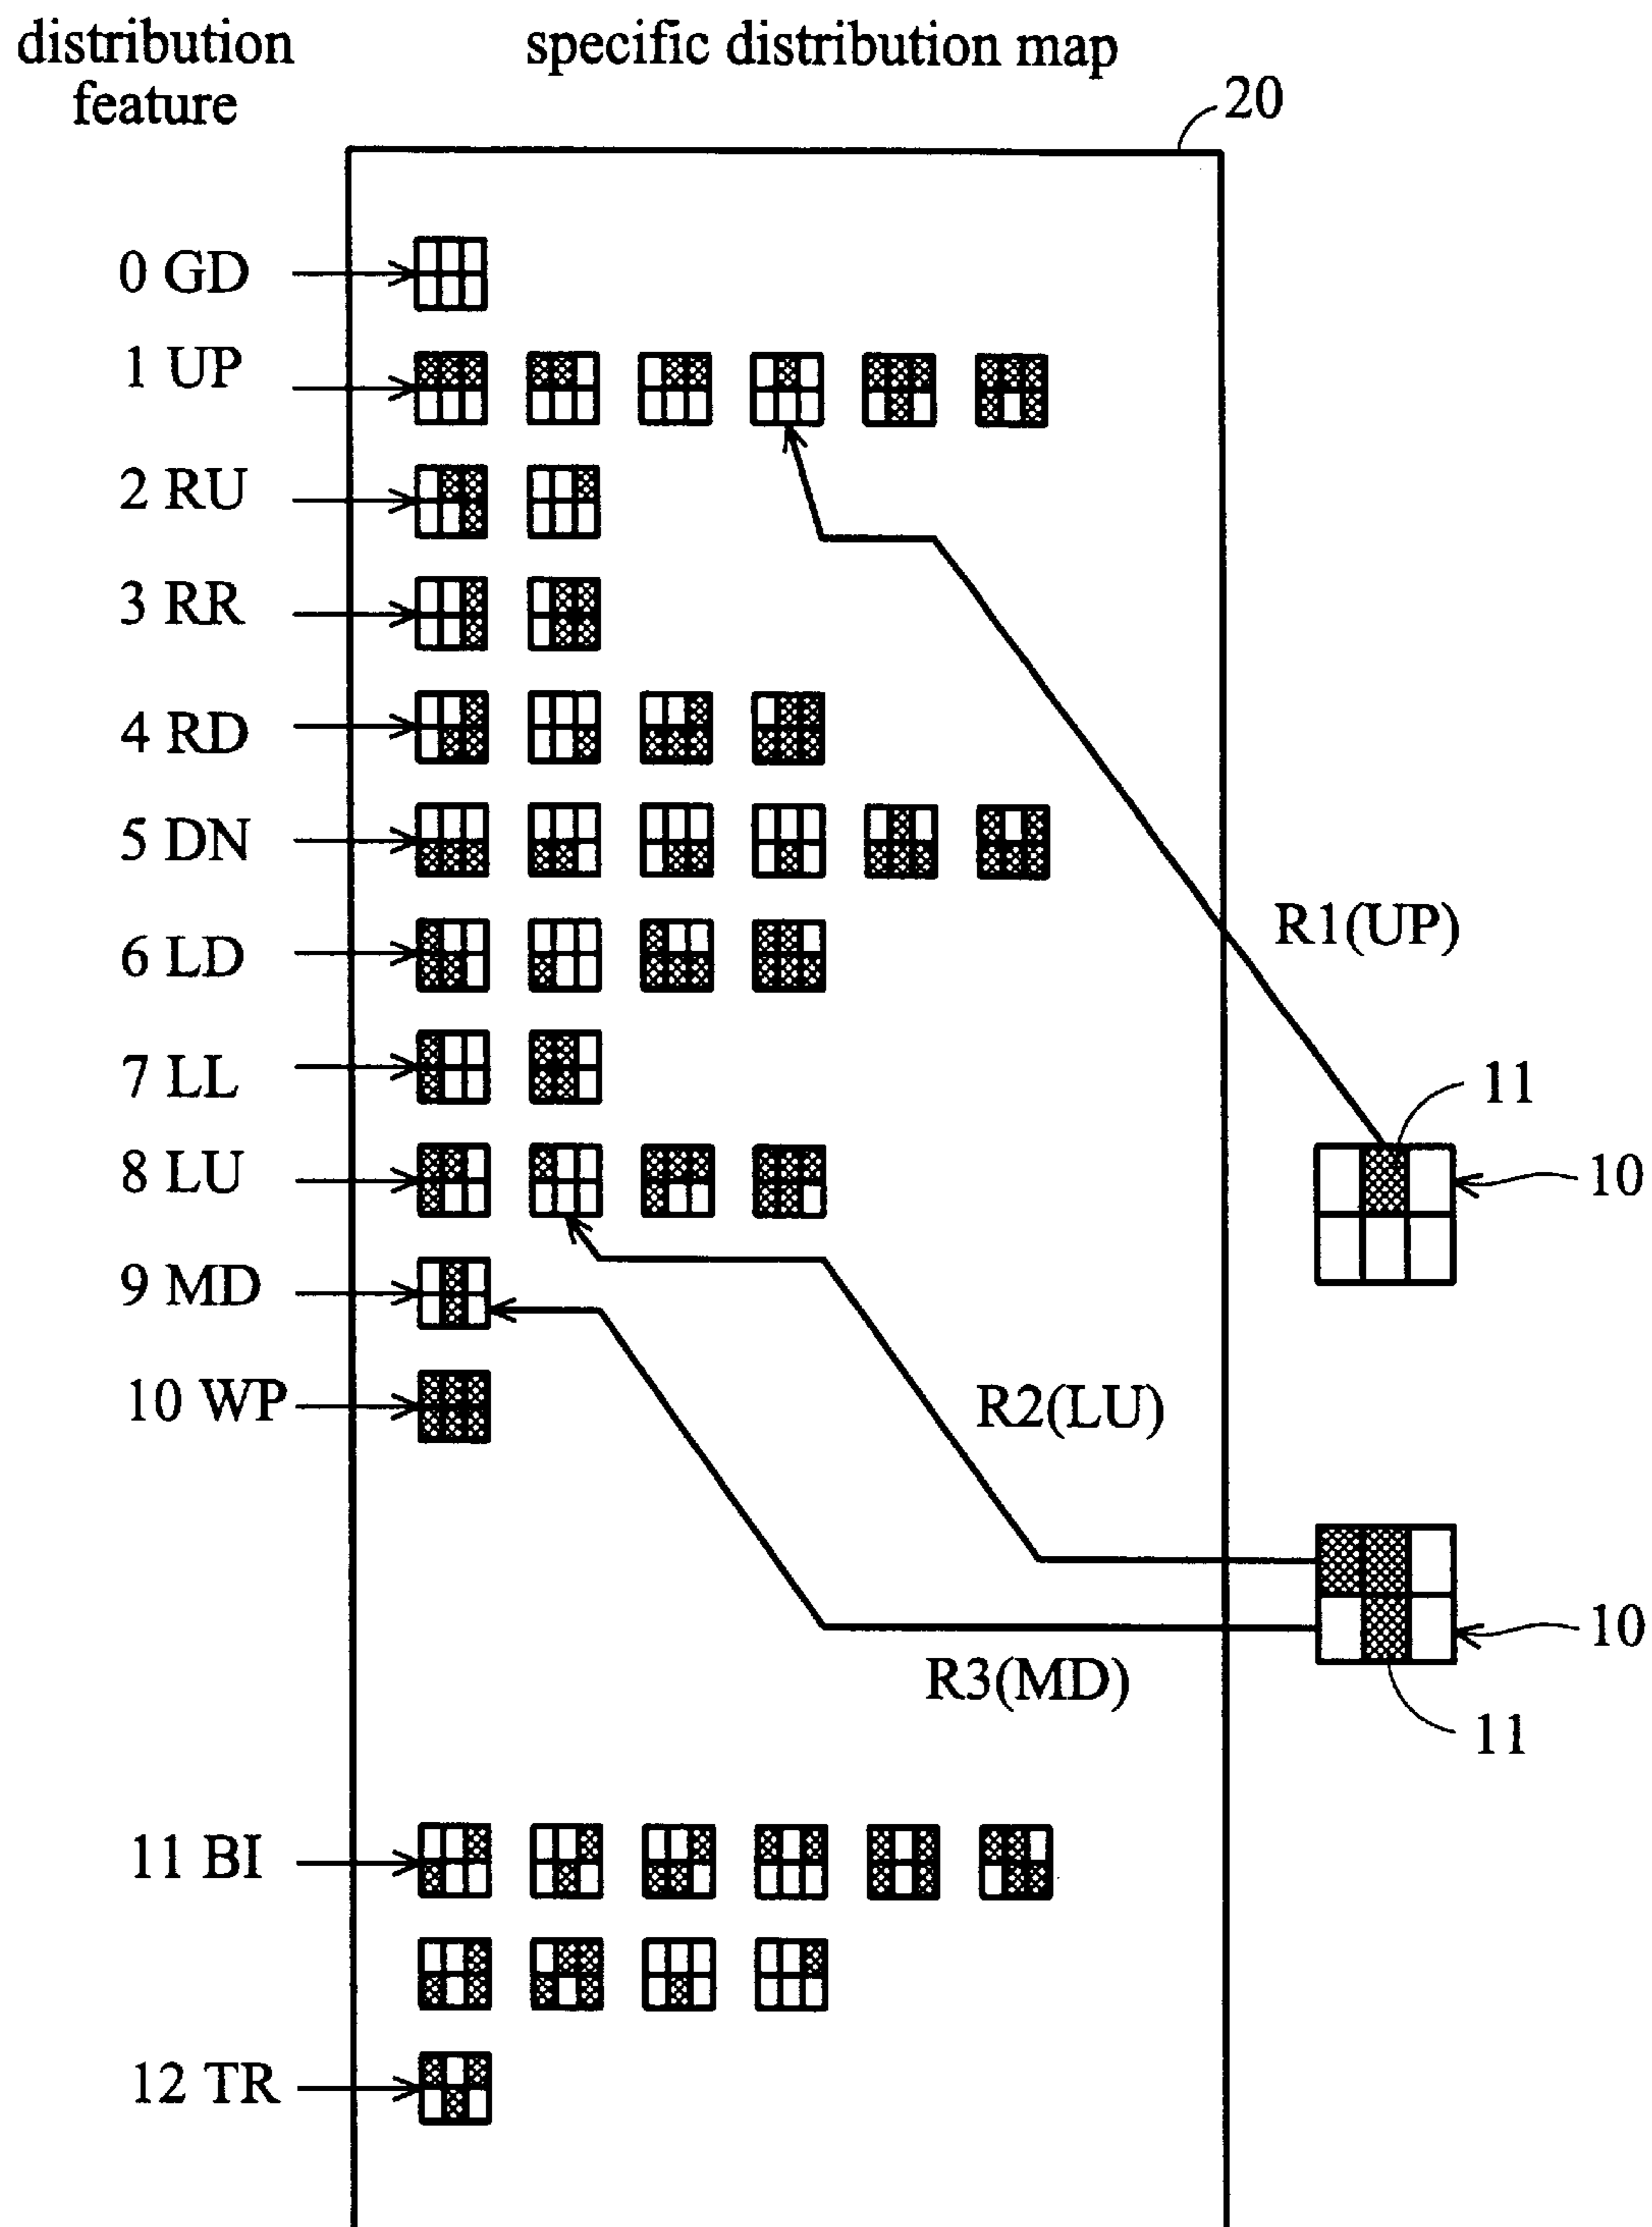 distribution
feature
specific distribution map
20
0 GD
1 UP
2 RU
3 RR
4 RD
5 DN
R1(UP)
6 LD
7 LL
11
8 LU
10
9 MD
10 WP
R2(LU)
10
R3(MD)
11
11 BI
12 TR